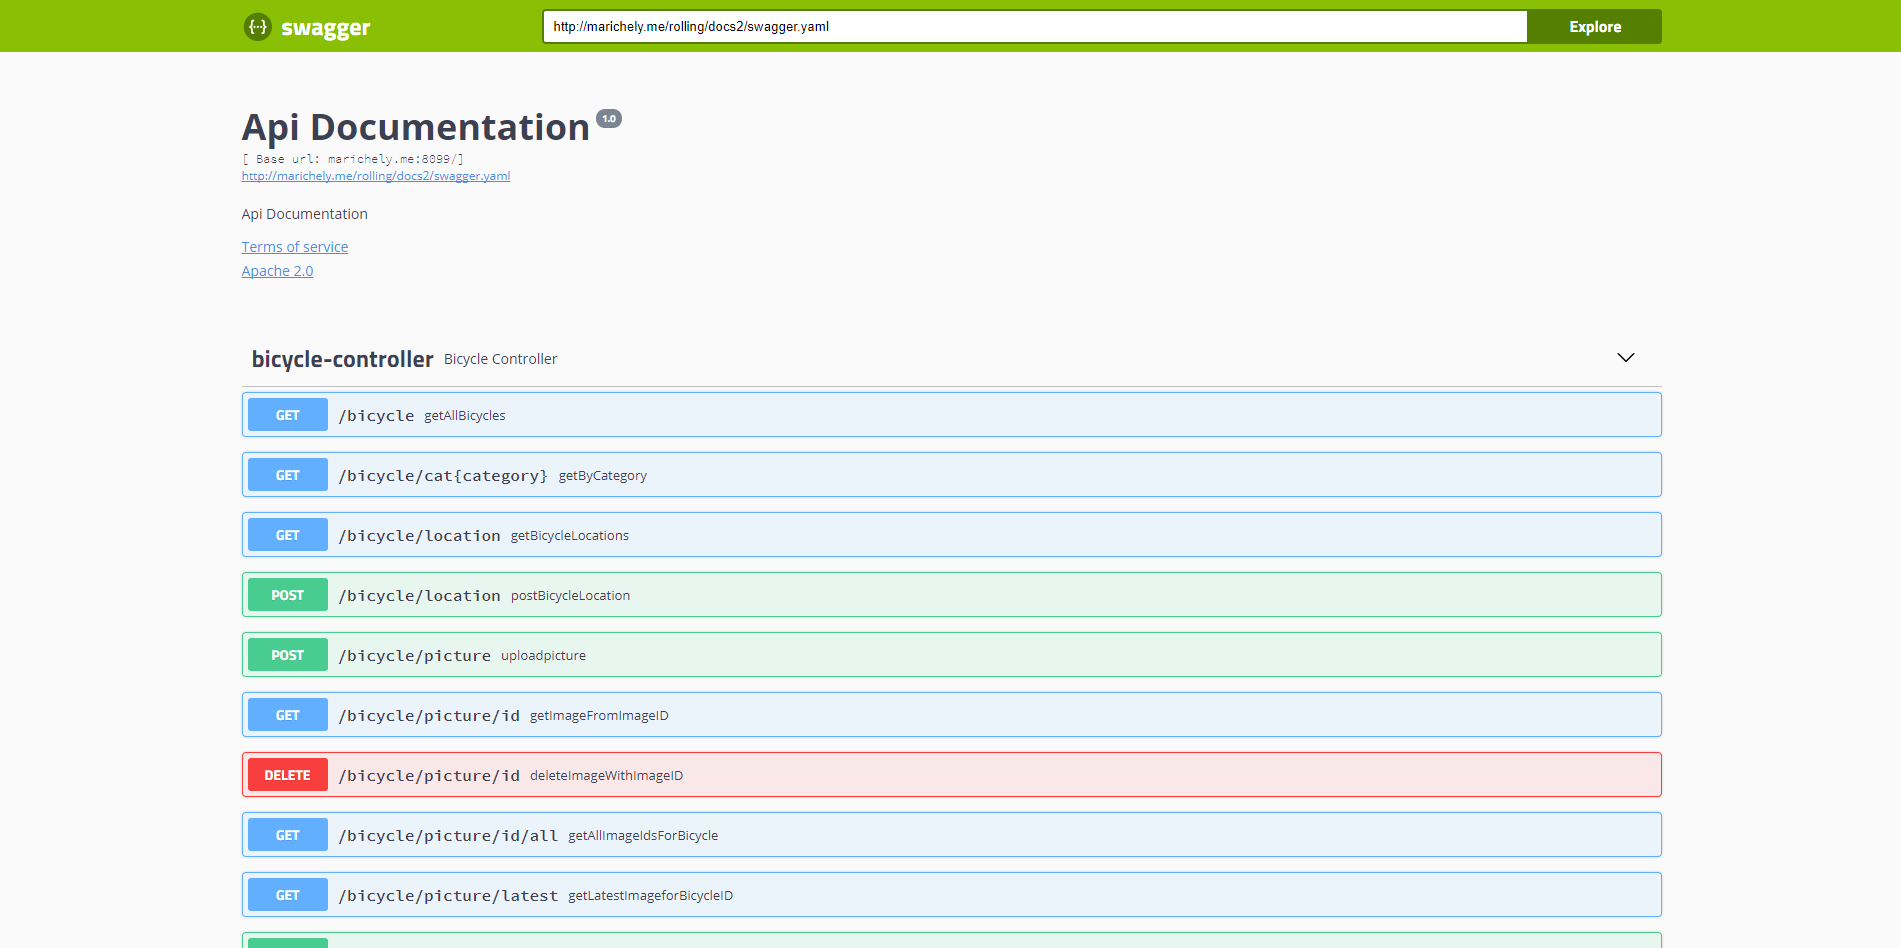 {···} swagger
http://marichely.me/rolling/docs2/swagger.yaml Explore
Api Documentation 1.0
[ Base url: marichely.me:8099/]
http://marichely.me/rolling/docs2/swagger.yaml
Api Documentation
Terms of service
Apache 2.0
bicycle-controller Bicycle Controller
GET /bicycle getAllBicycles
GET /bicycle/cat{category} getByCategory
GET /bicycle/location getBicycleLocations
POST /bicycle/location postBicycleLocation
POST /bicycle/picture uploadpicture
GET /bicycle/picture/id getImageFromImageID
DELETE /bicycle/picture/id deleteImageWithImageID
GET /bicycle/picture/id/all getAllImageIdsForBicycle
GET /bicycle/picture/latest getLatestImageforBicycleID